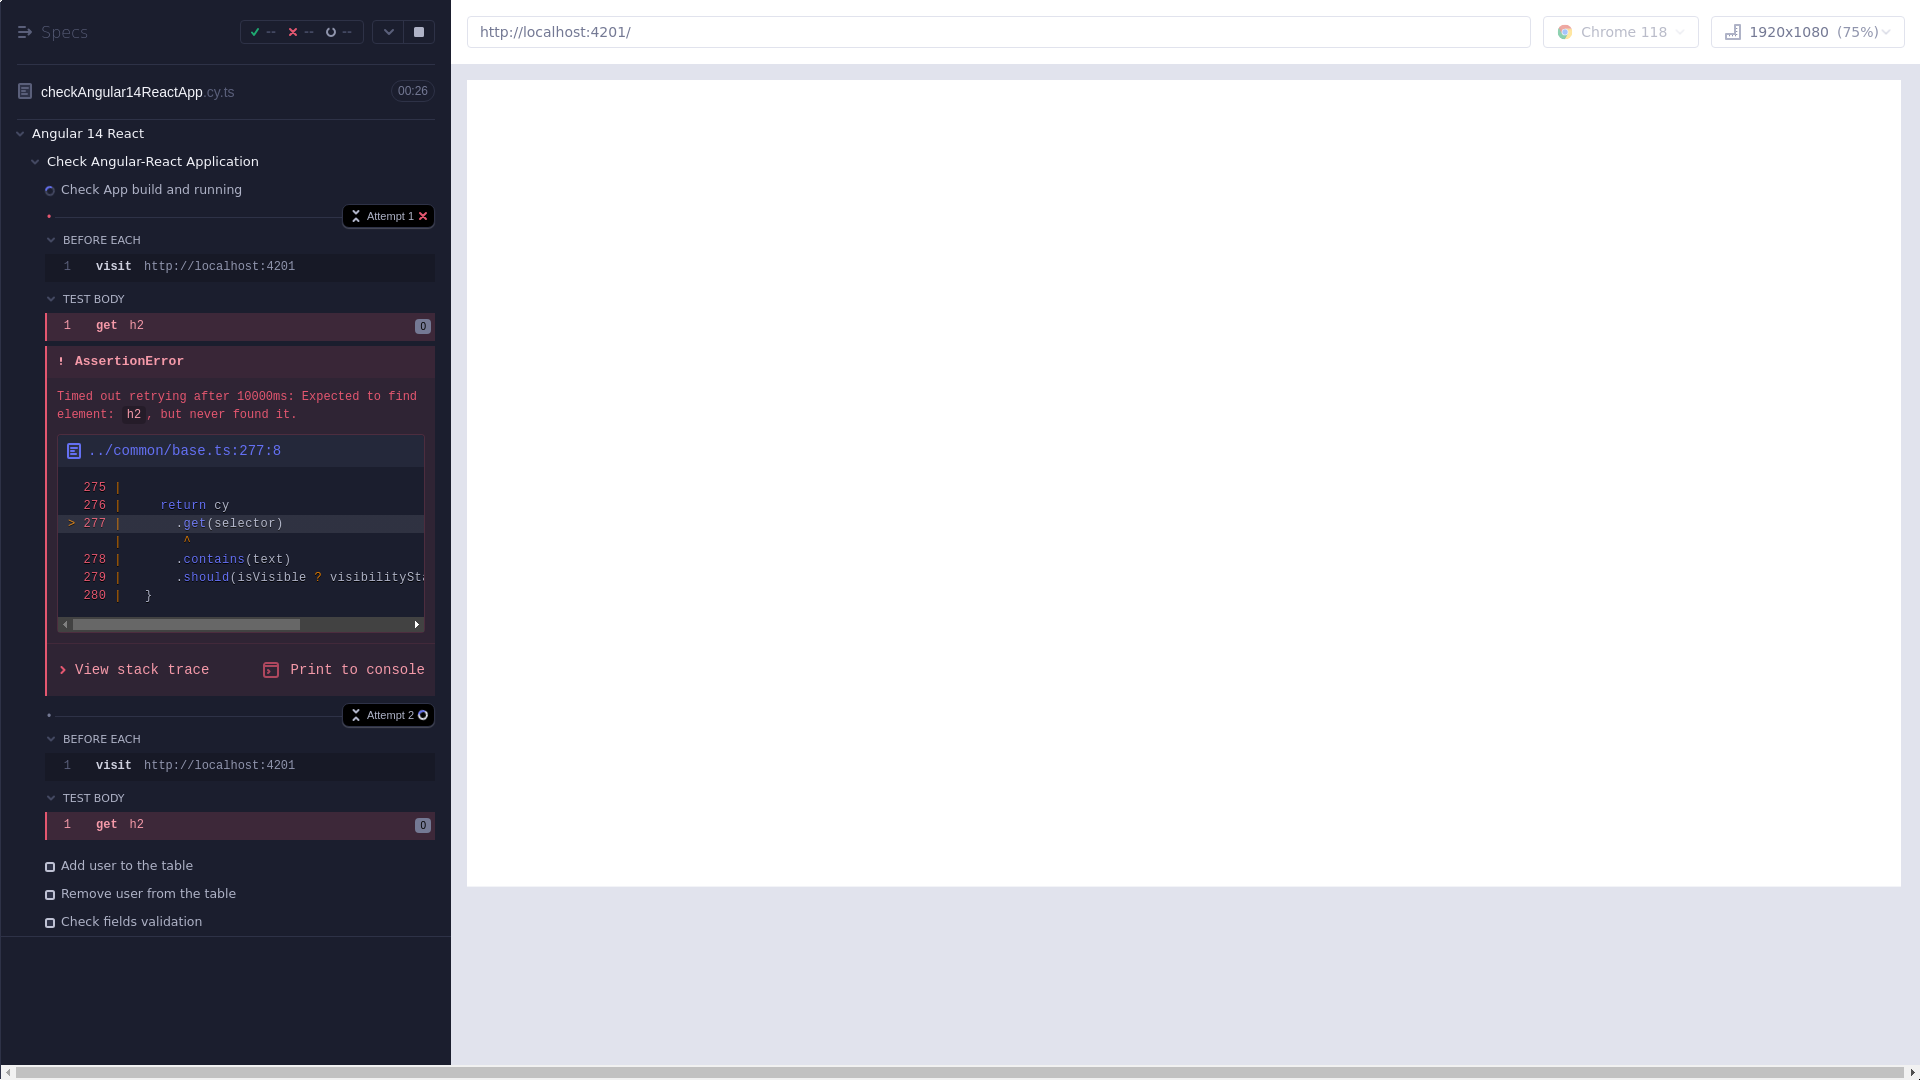 Specs
--
--
--
checkAngular14ReactApp.cy.ts
00:26
Angular 14 React
Check Angular-React Application
Check App build and running
Attempt 1
BEFORE EACH
1 visit http://localhost:4201
TEST BODY
1 get h2 0
! AssertionError
Timed out retrying after 10000ms: Expected to find
element: h2, but never found it.
../common/base.ts:277:8
275 |
276 |     return cy
> 277 |       .get(selector)
|        ^
278 |       .contains(text)
279 |       .should(isVisible ? visibilitySta
280 |   }
View stack trace
Print to console
Attempt 2
BEFORE EACH
1 visit http://localhost:4201
TEST BODY
1 get h2 0
Add user to the table
Remove user from the table
Check fields validation
http://localhost:4201/
Chrome 118
1920x1080 (75%)